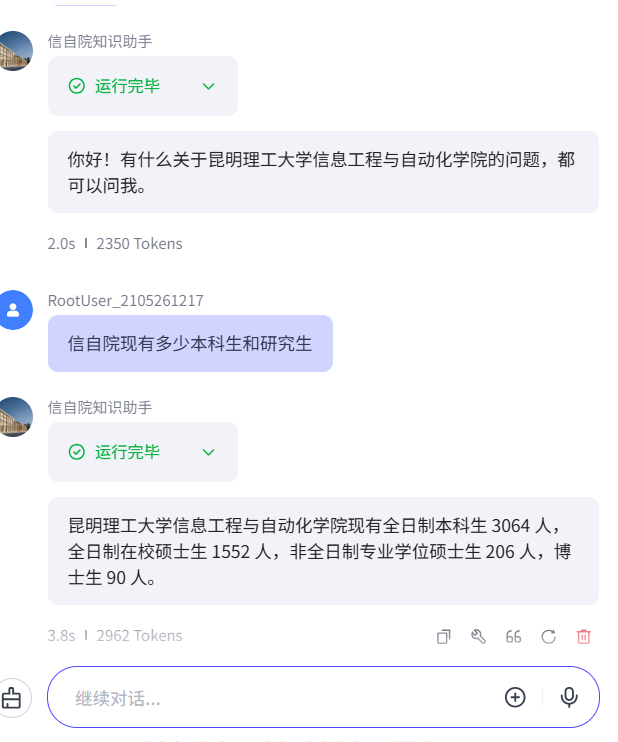 信自院知识助手
运行完毕
你好！有什么关于昆明理工大学信息工程与自动化学院的问题，都
可以问我。
2.0s | 2350 Tokens
RootUser_2105261217
信自院现有多少本科生和研究生
信自院知识助手
运行完毕
昆明理工大学信息工程与自动化学院现有全日制本科生 3064 人，
全日制在校硕士生 1552 人，非全日制专业学位硕士生 206 人，博
士生 90 人。
3.8s | 2962 Tokens
继续对话...